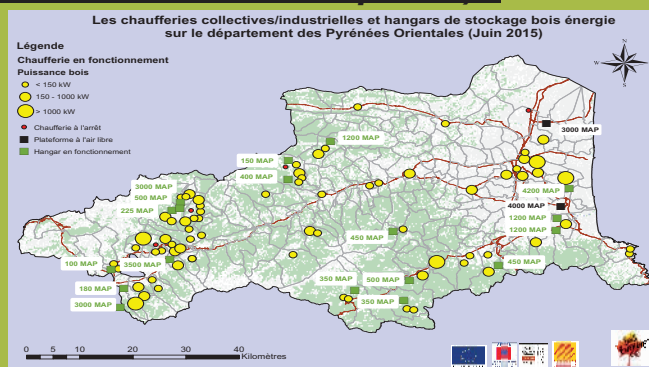 Les chaufferies collectives/industrielles et hangars de stockage bois énergie
sur le département des Pyrénées Orientales (Juin 2015)
Légende
Chaufferie en fonctionnement
Puissance bois
< 150 kW
150 - 1000 kW
> 1000 kW
Chaufferie à l'arrêt
Plateforme à l'air libre
Hangar en fonctionnement
N
W
E
S
3000 MAP
1200 MAP
150 MAP
400 MAP
3000 MAP
500 MAP
225 MAP
4200 MAP
4000 MAP
1200 MAP
1200 MAP
450 MAP
100 MAP
3500 MAP
450 MAP
180 MAP
350 MAP
500 MAP
3000 MAP
350 MAP
0 5 10 20 30 40
Kilomètres